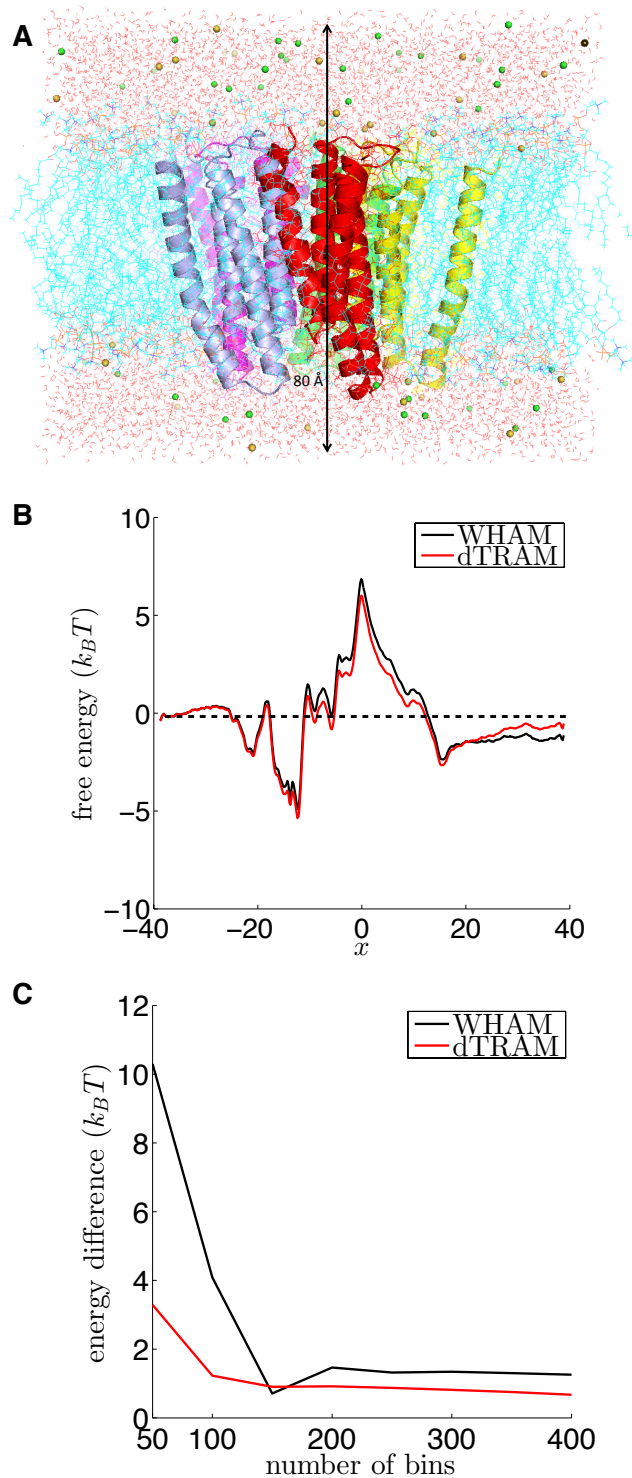 A
80 Å
B
10
5
0
−5
−10
−40
−20
0
20
40
free energy (k_BT)
x
WHAM
dTRAM
C
12
10
8
6
4
2
0
50
100
200
300
400
energy difference (k_BT)
number of bins
WHAM
dTRAM